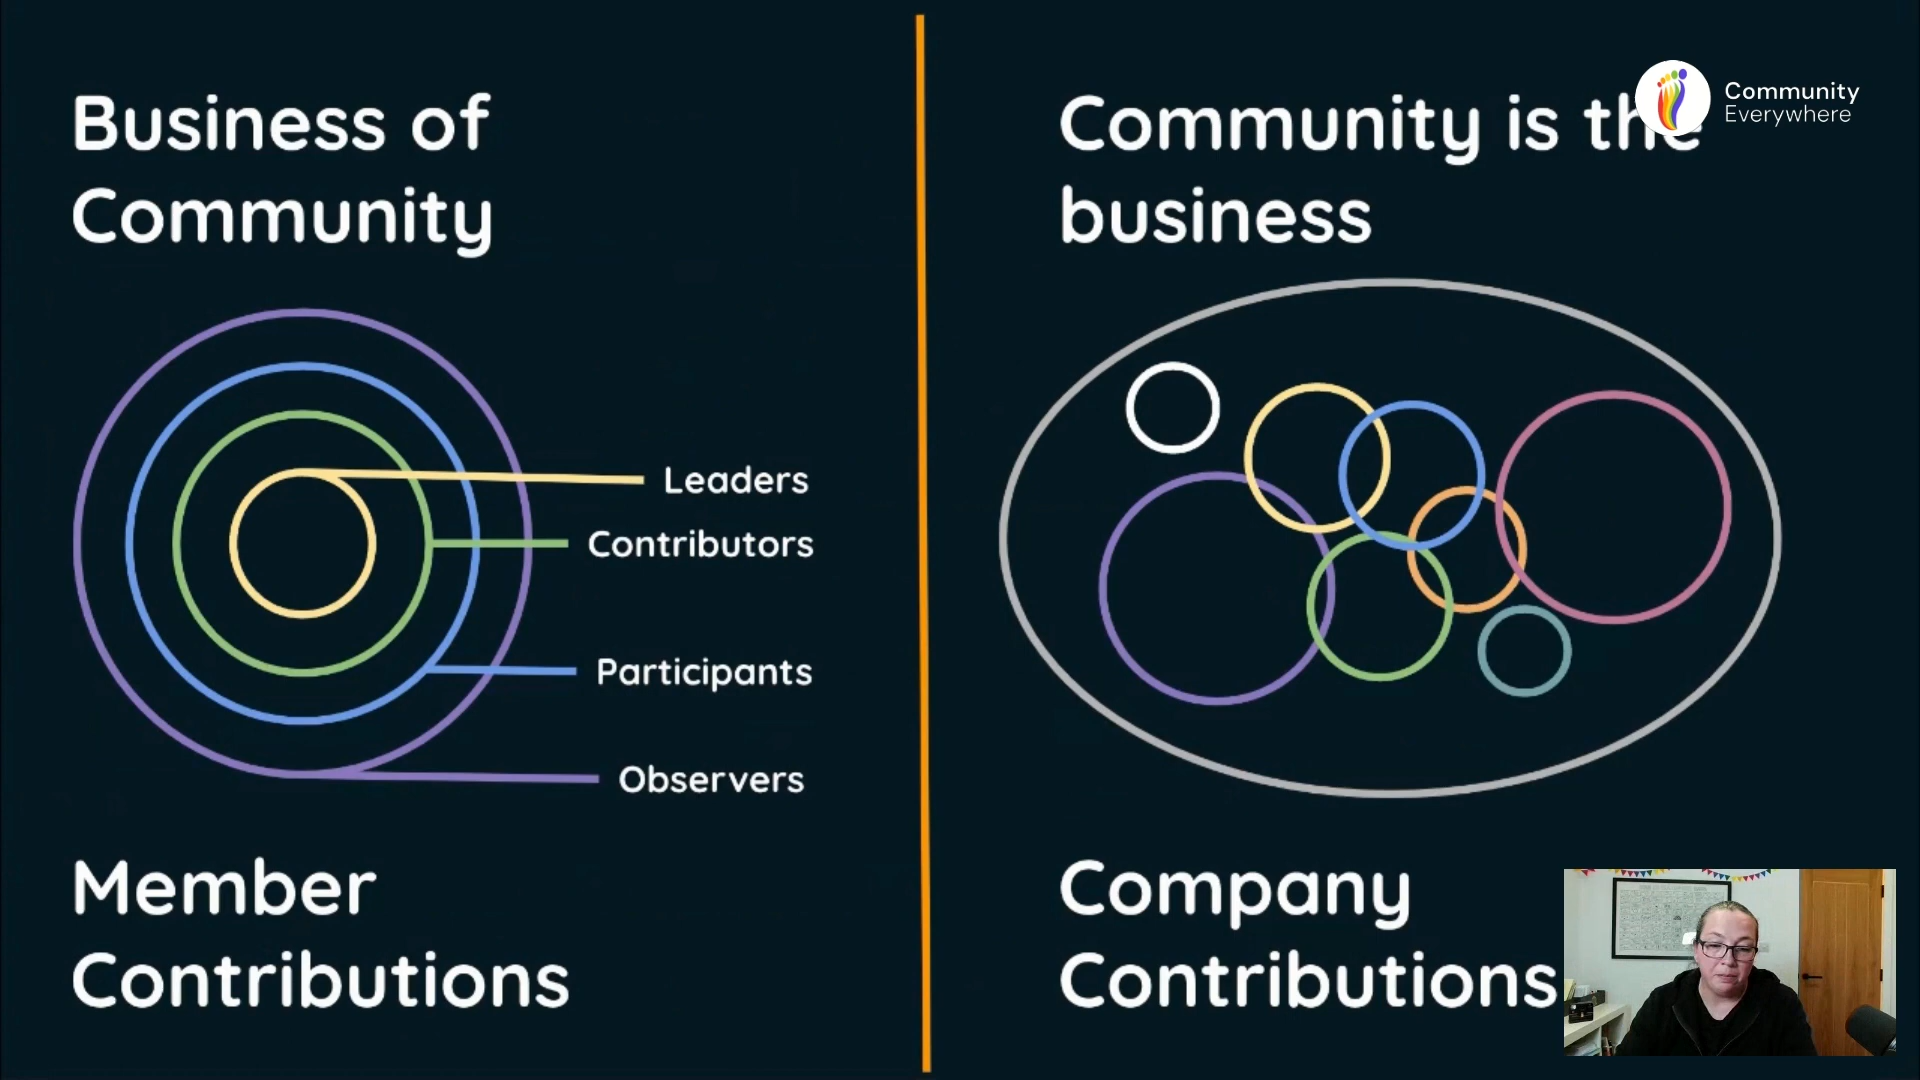 Business of
Community
Leaders
Contributors
Participants
Observers
Member
Contributions
Community is the
business
Company
Contributions
Community
Everywhere